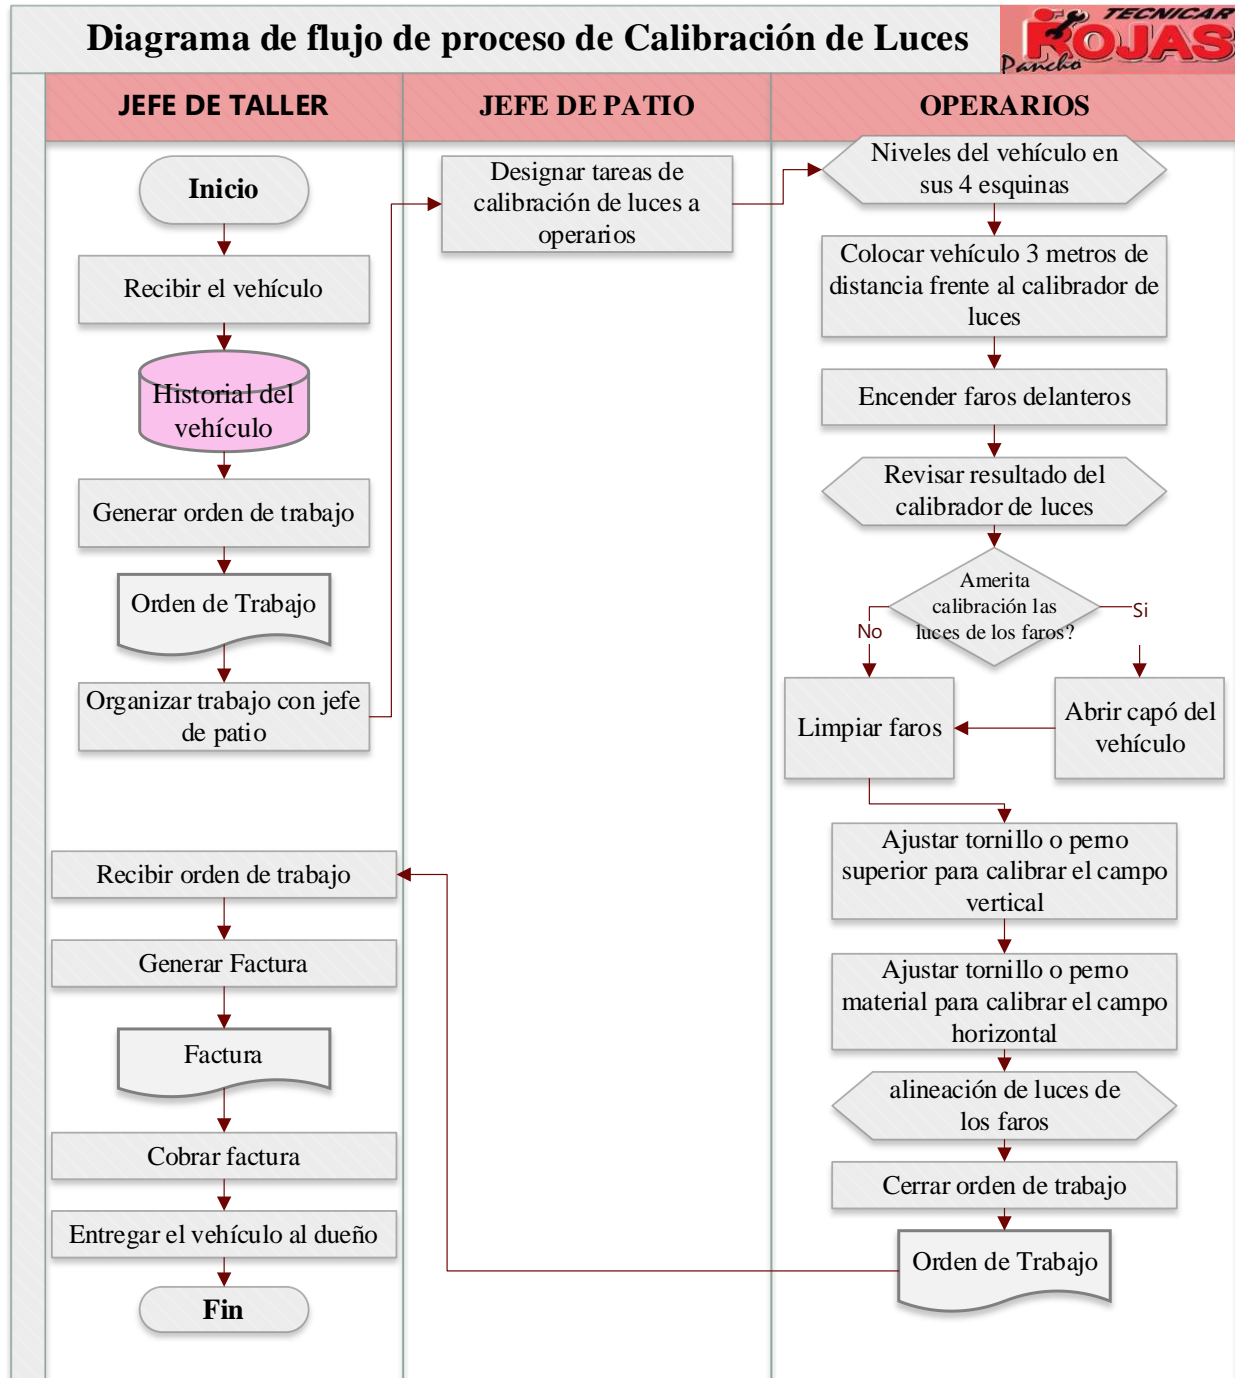 Diagrama de flujo de proceso de Calibración de Luces
TECNICAR
ROJAS
Pancho
JEFE DE TALLER
JEFE DE PATIO
OPERARIOS
Inicio
Recibir el vehículo
Historial del
vehículo
Generar orden de trabajo
Orden de Trabajo
Organizar trabajo con jefe
de patio
Designar tareas de
calibración de luces a
operarios
Niveles del vehículo en
sus 4 esquinas
Colocar vehículo 3 metros de
distancia frente al calibrador de
luces
Encender faros delanteros
Revisar resultado del
calibrador de luces
Amerita
calibración las
luces de los faros?
No
Si
Limpiar faros
Abrir capó del
vehículo
Ajustar tornillo o perno
superior para calibrar el campo
vertical
Ajustar tornillo o perno
material para calibrar el campo
horizontal
alineación de luces de
los faros
Cerrar orden de trabajo
Orden de Trabajo
Recibir orden de trabajo
Generar Factura
Factura
Cobrar factura
Entregar el vehículo al dueño
Fin